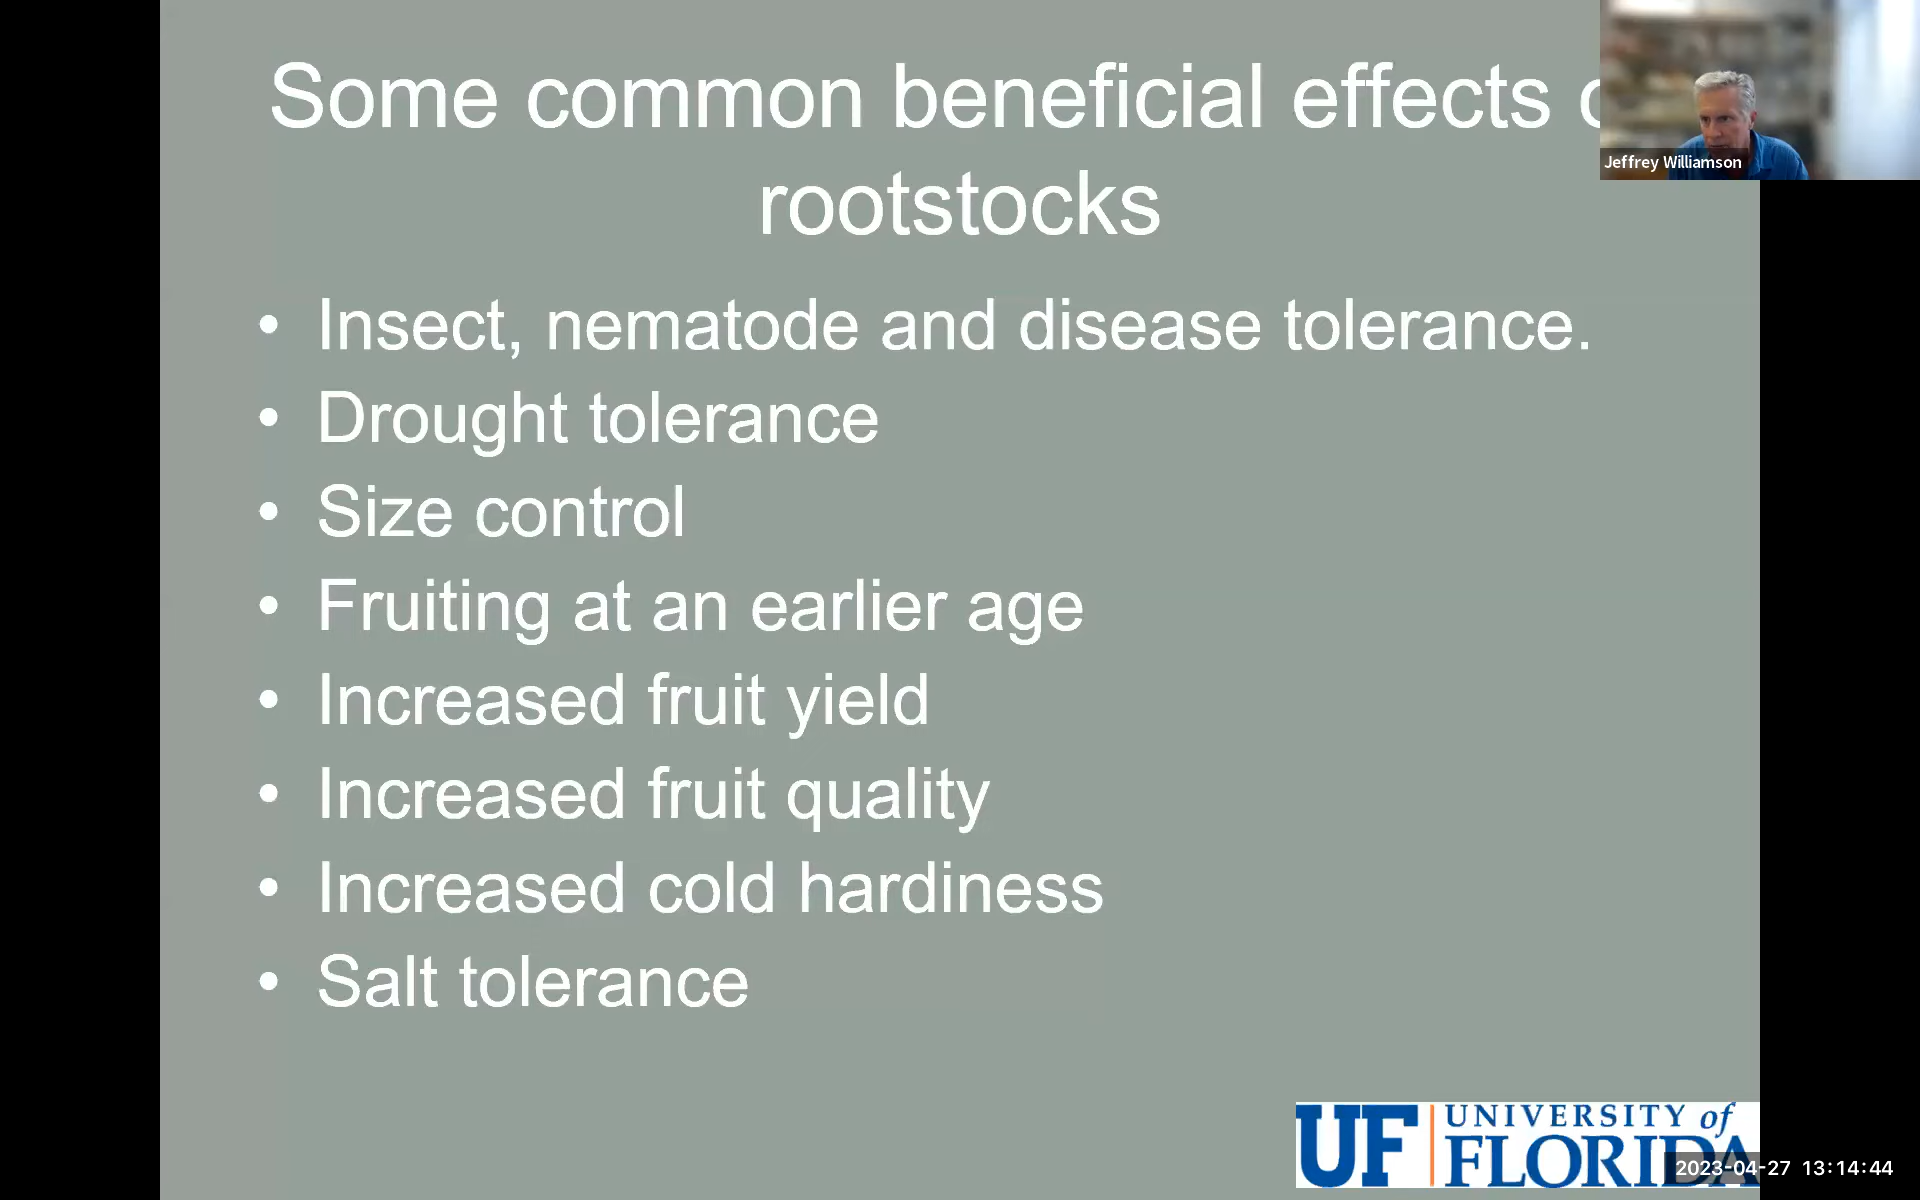 Some common beneficial effects
rootstocks
• Insect, nematode and disease tolerance.
• Drought tolerance
• Size control
• Fruiting at an earlier age
• Increased fruit yield
• Increased fruit quality
• Increased cold hardiness
• Salt tolerance
Jeffrey Williamson
UF UNIVERSITY of
FLORIDA
2023-04-27 13:14:44